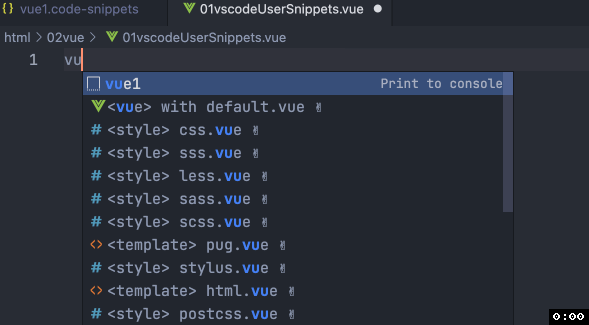 {} vue1.code-snippets
01vscodeUserSnippets.vue ●
html > 02vue > 01vscodeUserSnippets.vue
1 vu
vue1 Print to console
<vue> with default.vue ✌
# <style> css.vue ✌
# <style> sss.vue ✌
# <style> less.vue ✌
# <style> sass.vue ✌
# <style> scss.vue ✌
<> <template> pug.vue ✌
# <style> stylus.vue ✌
<> <template> html.vue ✌
# <style> postcss.vue ✌
0:00